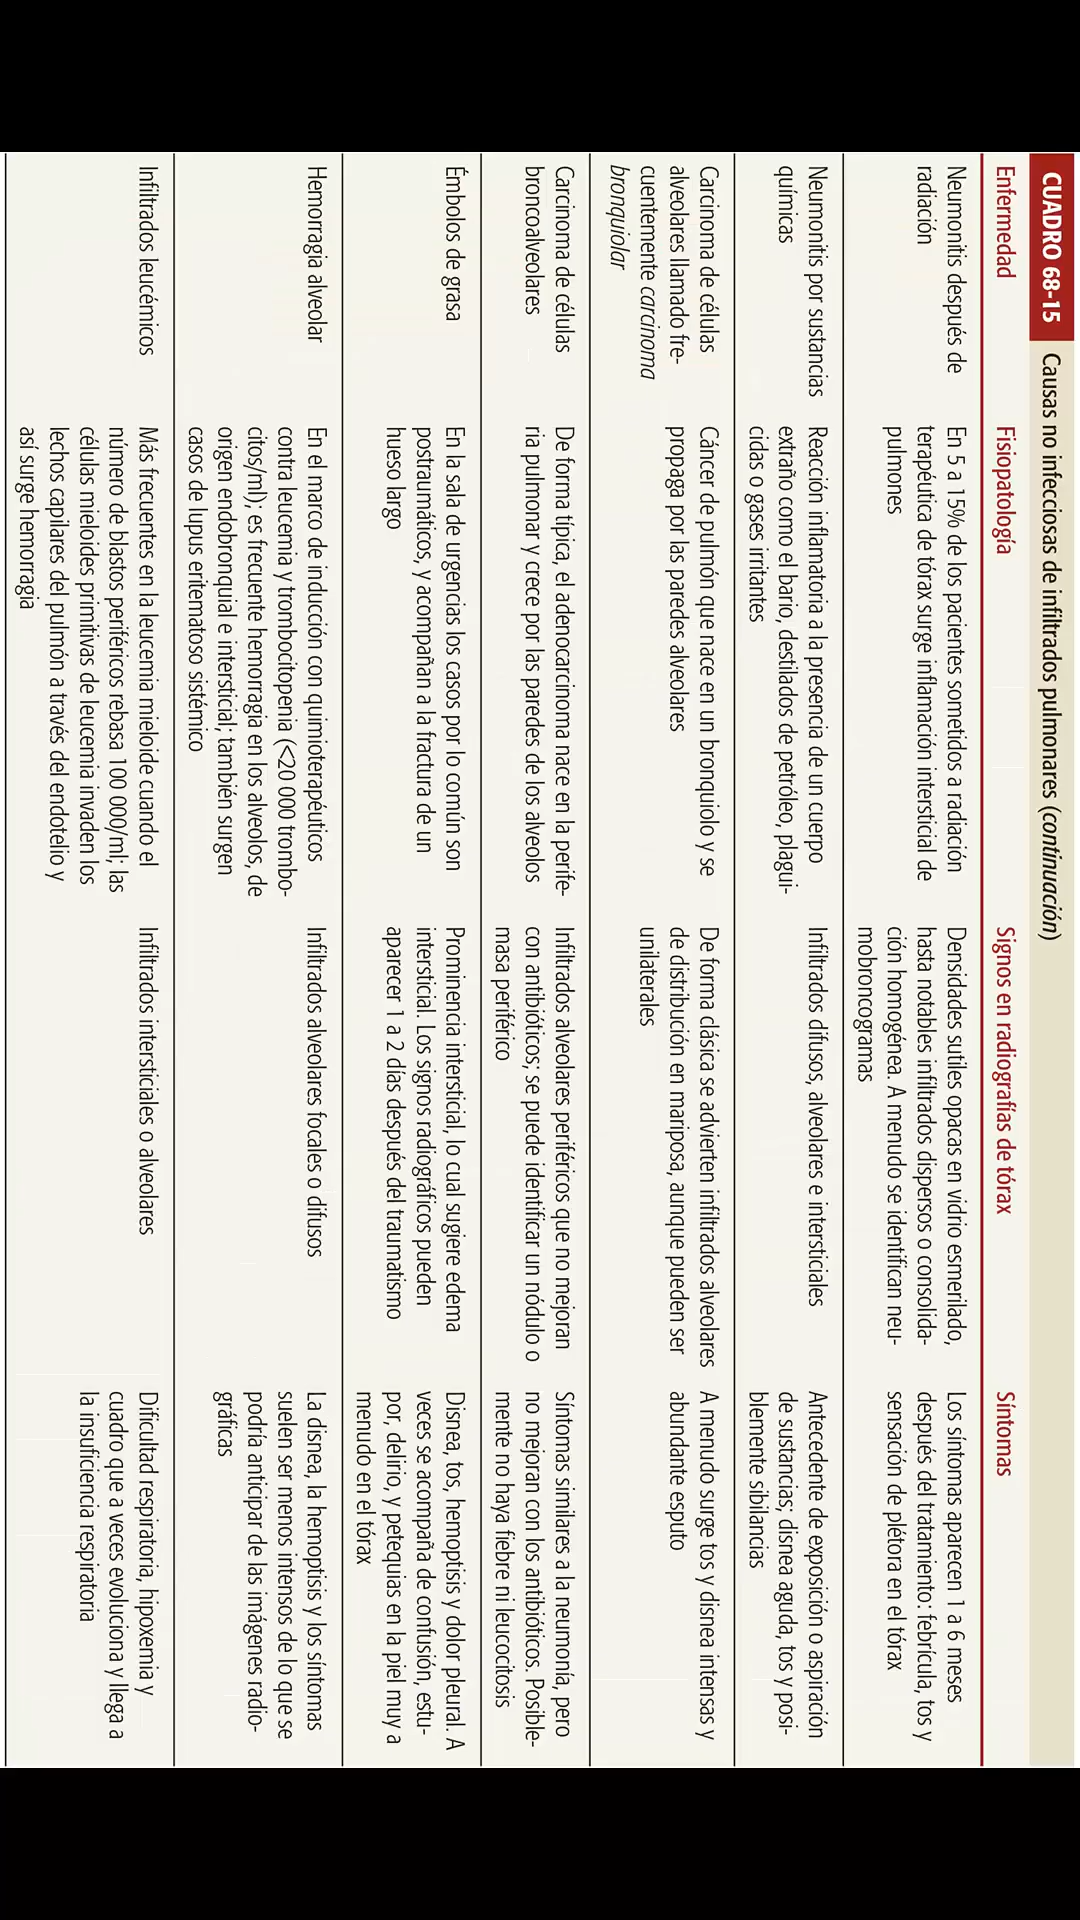 CUADRO 68-15 Causas no infecciosas de infiltrados pulmonares (continuación)
Enfermedad Fisiopatología Signos en radiografías de tórax Síntomas
Neumonitis después de
radiación
En 5 a 15% de los pacientes sometidos a radiación
terapéutica de tórax surge inflamación intersticial de
pulmones
Densidades sutiles opacas en vidrio esmerilado,
hasta notables infiltrados dispersos o consolida-
ción homogénea. A menudo se identifican neu-
mobroncogramas
Los síntomas aparecen 1 a 6 meses
después del tratamiento: febrícula, tos y
sensación de plétora en el tórax
Neumonitis por sustancias
químicas
Reacción inflamatoria a la presencia de un cuerpo
extraño como el bario, destilados de petróleo, plagui-
cidas o gases irritantes
Infiltrados difusos, alveolares e intersticiales
Antecedente de exposición o aspiración
de sustancias; disnea aguda, tos y posi-
blemente sibilancias
Carcinoma de células
alveolares llamado fre-
cuentemente carcinoma
bronquiolar
Cáncer de pulmón que nace en un bronquiolo y se
propaga por las paredes alveolares
De forma clásica se advierten infiltrados alveolares
de distribución en mariposa, aunque pueden ser
unilaterales
A menudo surge tos y disnea intensas y
abundante esputo
Carcinoma de células
broncoalveolares
De forma típica, el adenocarcinoma nace en la perife-
ria pulmonar y crece por las paredes de los alveolos
Infiltrados alveolares periféricos que no mejoran
con antibióticos; se puede identificar un nódulo o
masa periférico
Síntomas similares a la neumonía, pero
no mejoran con los antibióticos. Posible-
mente no haya fiebre ni leucocitosis
Émbolos de grasa
En la sala de urgencias los casos por lo común son
postraumáticos, y acompañan a la fractura de un
hueso largo
Prominencia intersticial, lo cual sugiere edema
intersticial. Los signos radiográficos pueden
aparecer 1 a 2 días después del traumatismo
Disnea, tos, hemoptisis y dolor pleural. A
veces se acompaña de confusión, estu-
por, delirio, y petequias en la piel muy a
menudo en el tórax
Hemorragia alveolar
En el marco de inducción con quimioterapéuticos
contra leucemia y trombocitopenia (<20 000 trombo-
citos/ml); es frecuente hemorragia en los alveolos, de
origen endobronquial e intersticial; también surgen
casos de lupus eritematoso sistémico
Infiltrados alveolares focales o difusos
La disnea, la hemoptisis y los síntomas
suelen ser menos intensos de lo que se
podría anticipar de las imágenes radio-
gráficas
Infiltrados leucémicos
Más frecuentes en la leucemia mieloide cuando el
número de blastos periféricos rebasa 100 000/ml; las
células mieloides primitivas de leucemia invaden los
lechos capilares del pulmón a través del endotelio y
así surge hemorragia
Infiltrados intersticiales o alveolares
Dificultad respiratoria, hipoxemia y
cuadro que a veces evoluciona y llega a
la insuficiencia respiratoria